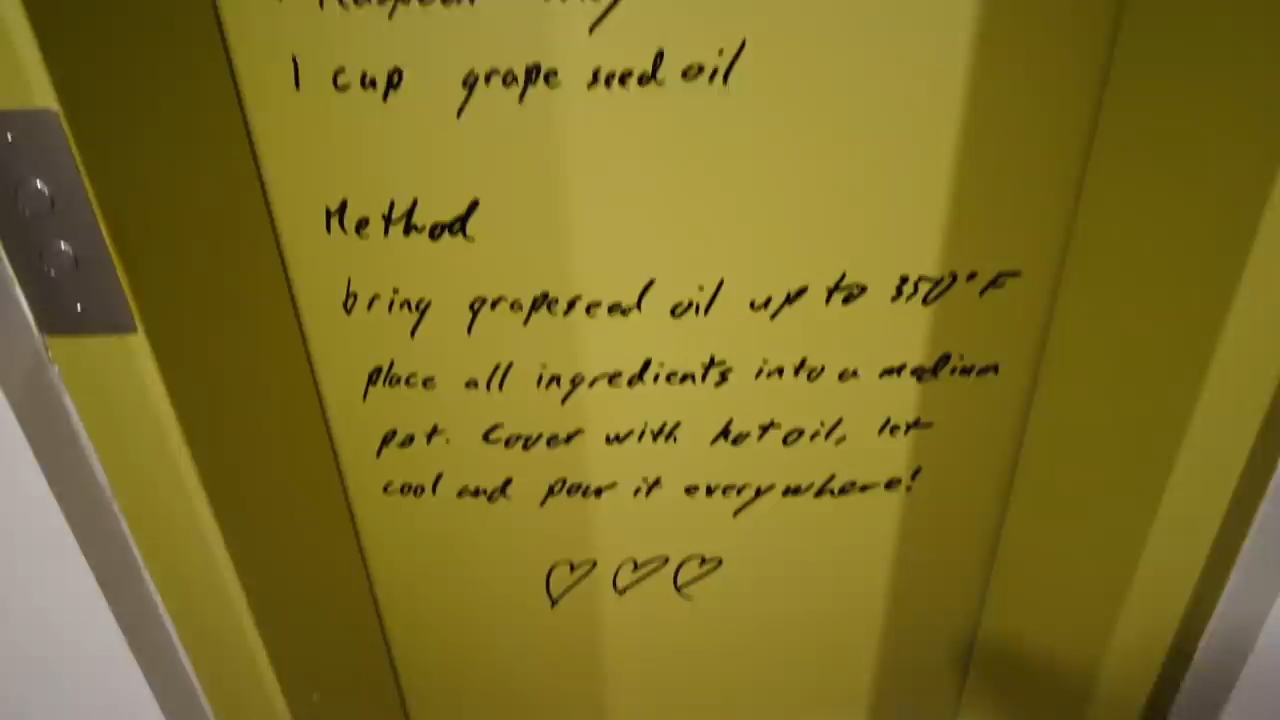 1 cup grape seed oil
Method
bring grapeseed oil up to 350°F
place all ingredients into a medium
pot. Cover with hot oil, let
cool and pour it everywhere!
♡♡♡